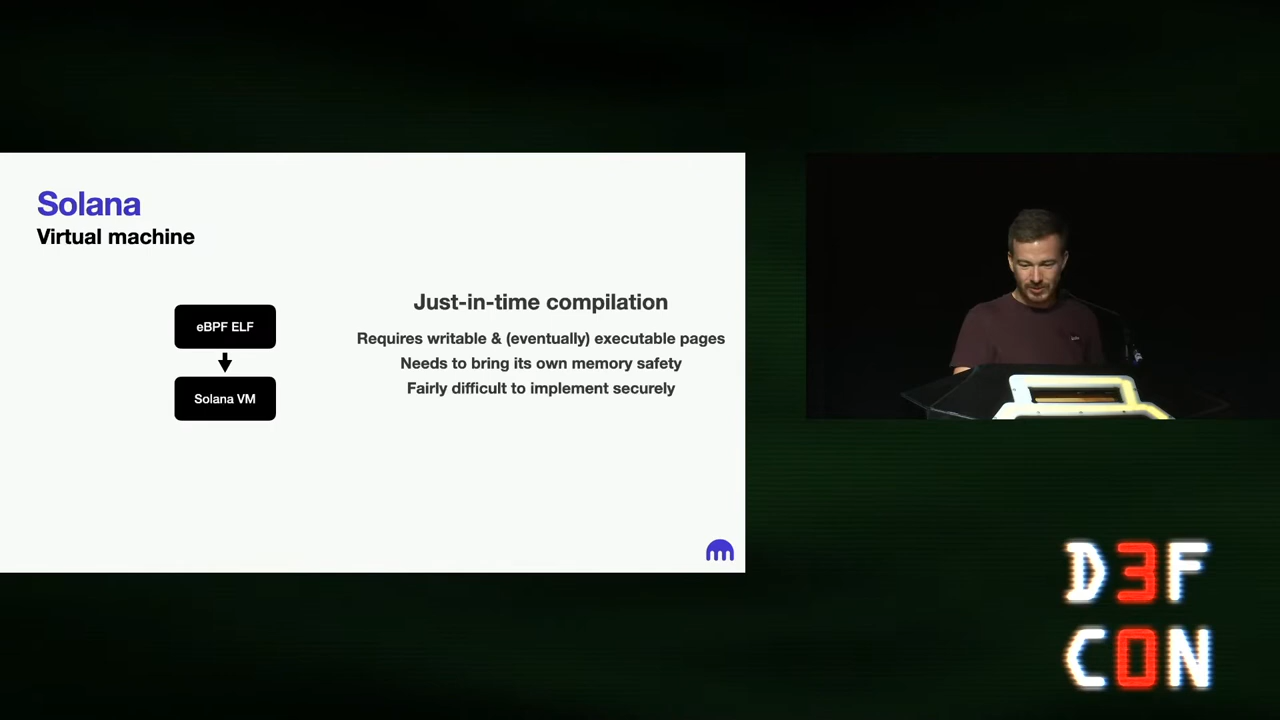 Solana
Virtual machine
eBPF ELF
Solana VM
Just-in-time compilation
Requires writable & (eventually) executable pages
Needs to bring its own memory safety
Fairly difficult to implement securely
D3F
C0N